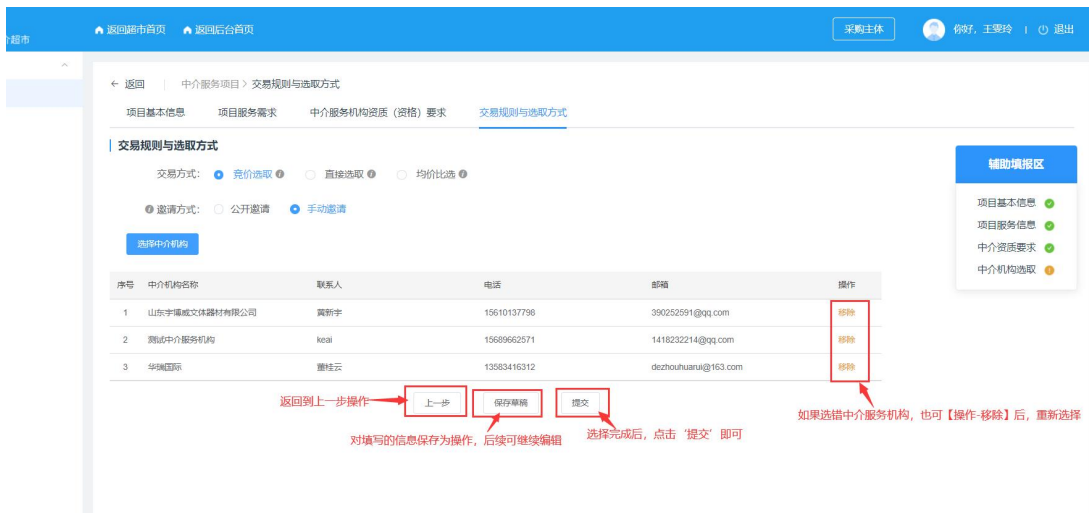 返回超市首页 返回后台首页 采购主体 你好，王雯玲 | 退出
介超市
← 返回 | 中介服务项目 > 交易规则与选取方式
项目基本信息 项目服务需求 中介服务机构资质（资格）要求 交易规则与选取方式
交易规则与选取方式
辅助填报区
交易方式： 竞价选取 直接选取 均价比选
项目基本信息
邀请方式： 公开邀请 手动邀请
项目服务信息
选择中介机构
中介资质要求
中介机构选取
序号 中介机构名称 联系人 电话 邮箱 操作
1 山东宇博威文体器材有限公司 黄新宇 15610137798 390252591@qq.com 移除
2 测试中介服务机构 keai 15689662571 1418232214@qq.com 移除
3 华瑞国际 董桂云 13583416312 dezhouhuarui@163.com 移除
返回到上一步操作 上一步 保存草稿 提交
如果选错中介服务机构，也可【操作-移除】后，重新选择
对填写的信息保存为操作，后续可继续编辑
选择完成后，点击‘提交’即可